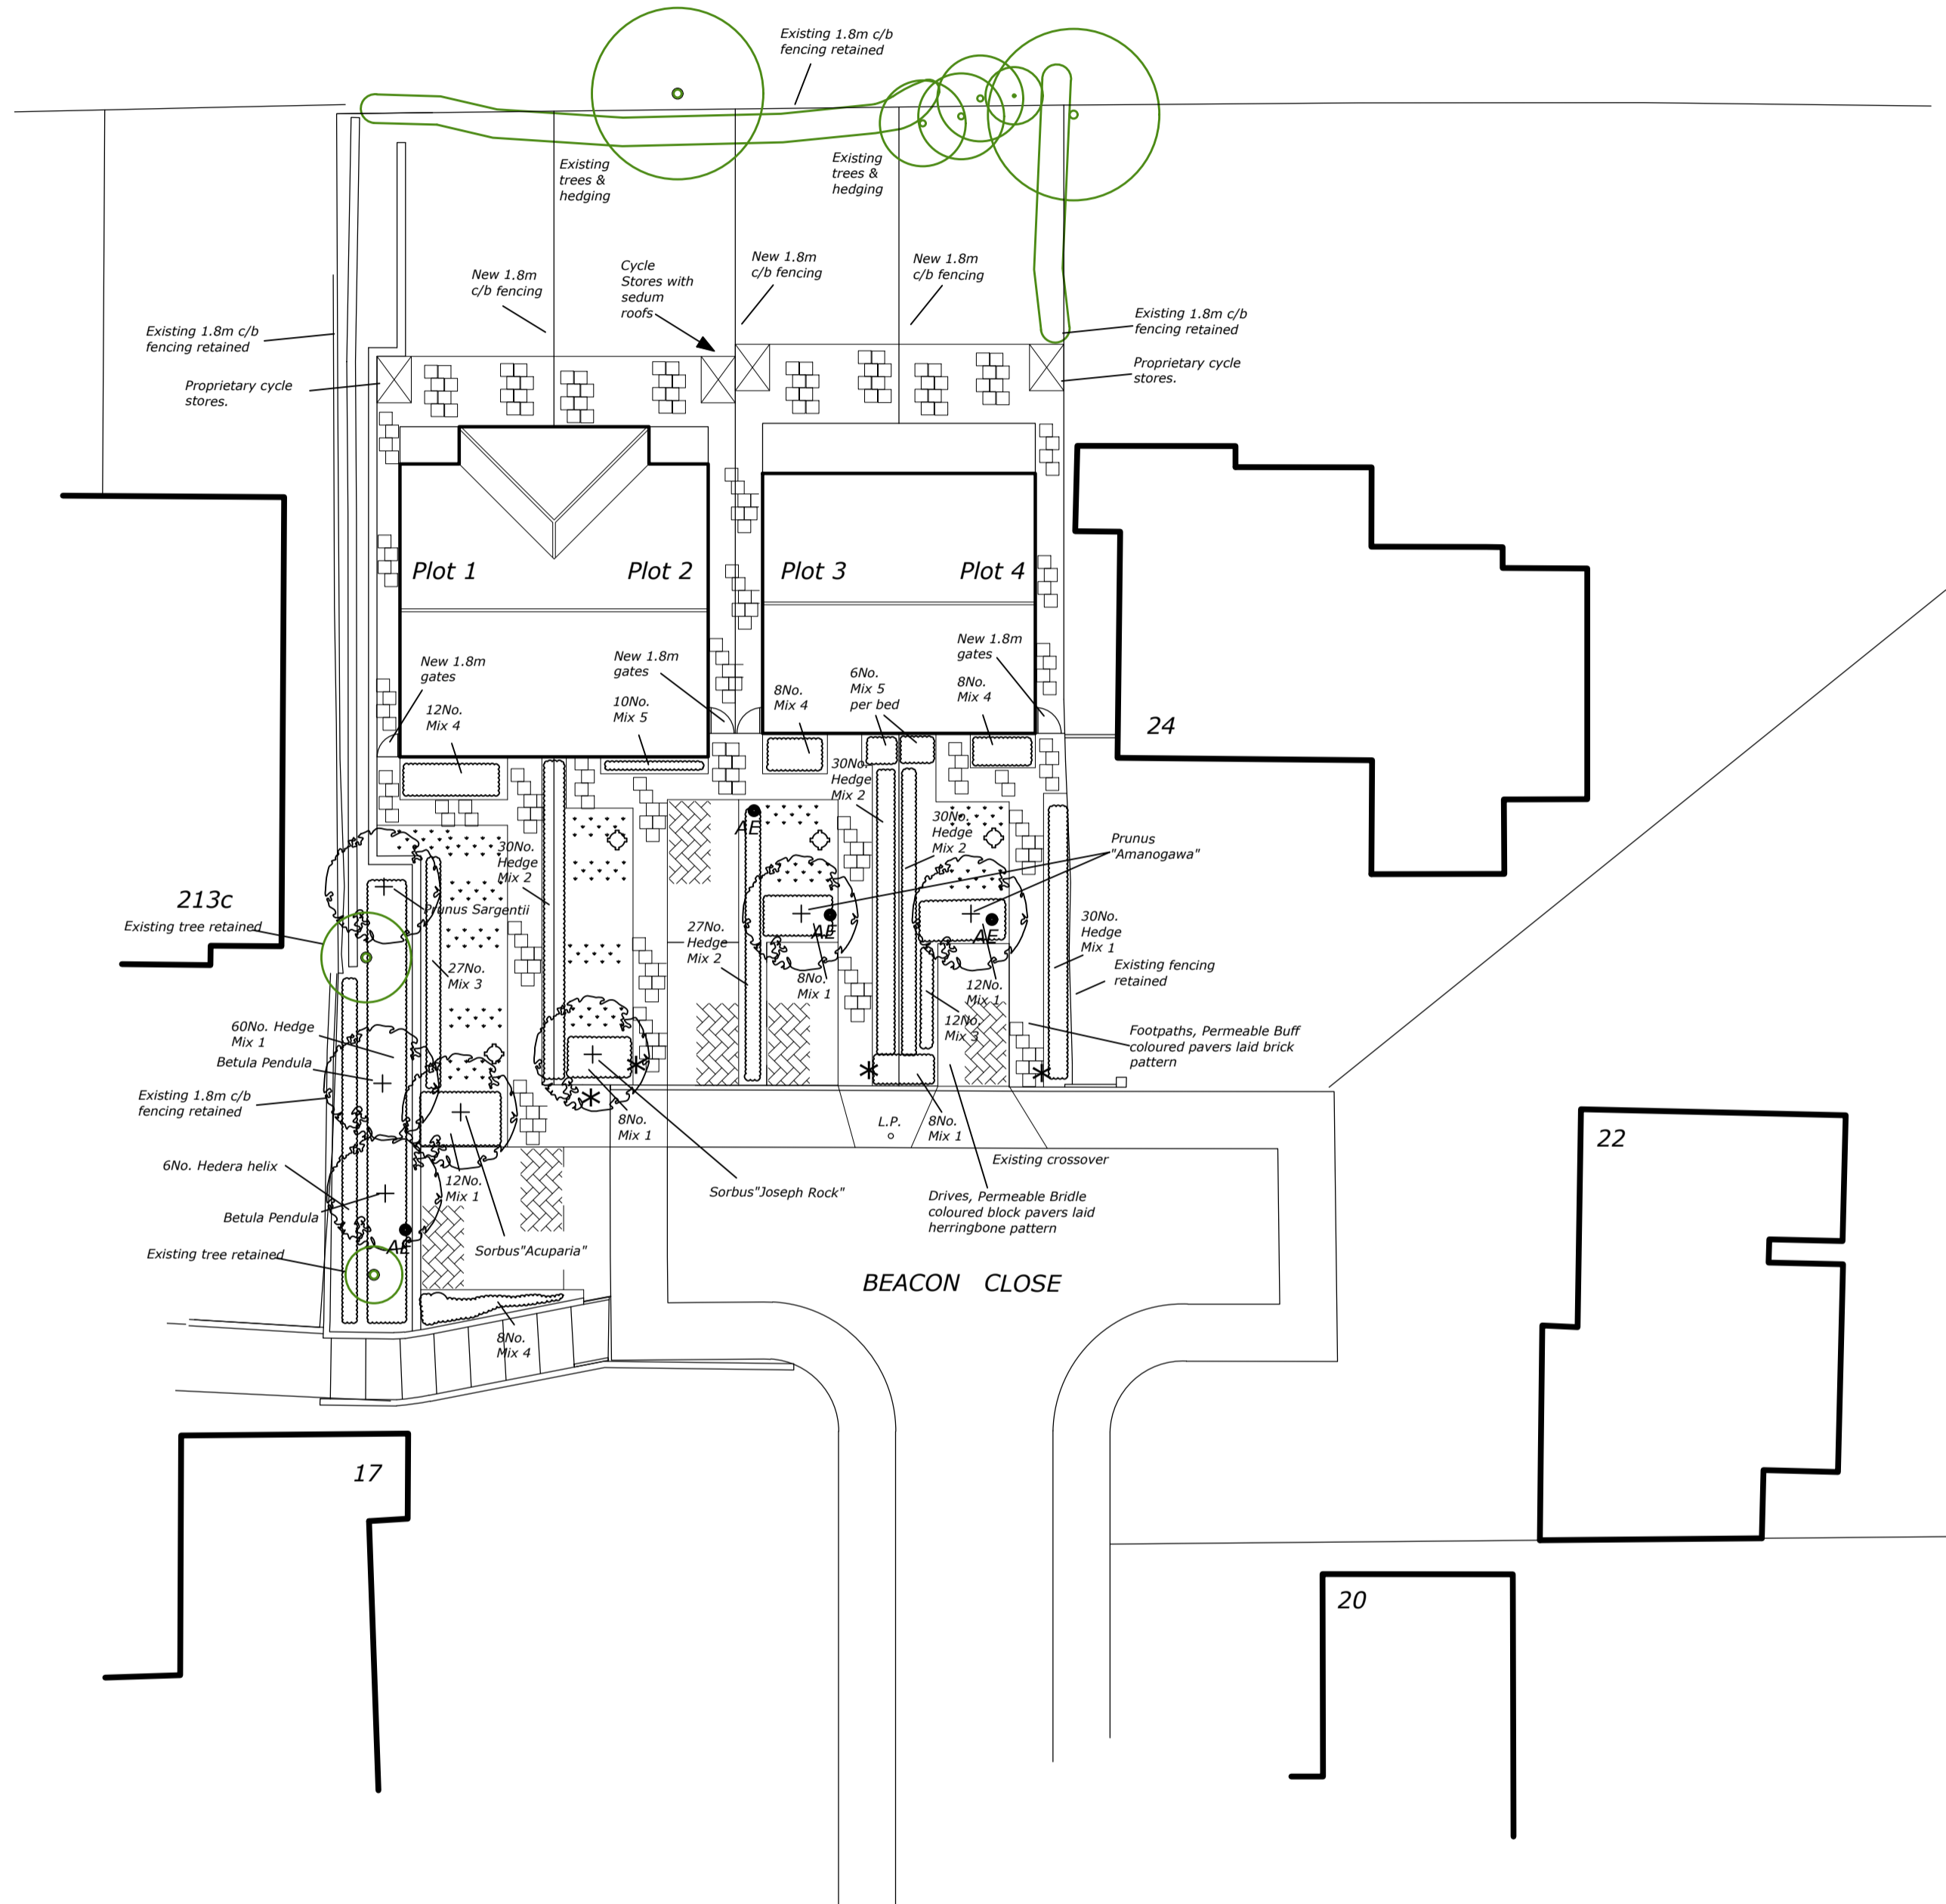 Existing 1.8m c/b
fencing retained
Existing
trees &
hedging
Existing
trees &
hedging
New 1.8m
c/b fencing
Cycle
Stores with
sedum
roofs
New 1.8m
c/b fencing
New 1.8m
c/b fencing
Existing 1.8m c/b
fencing retained
Proprietary cycle
stores.
Existing 1.8m c/b
fencing retained
Proprietary cycle
stores.
Plot 1
Plot 2
Plot 3
Plot 4
New 1.8m
gates
12No.
Mix 4
New 1.8m
gates
10No.
Mix 5
8No.
Mix 4
6No.
Mix 5
per bed
New 1.8m
gates
8No.
Mix 4
24
30No.
Hedge
Mix 2
30No.
Hedge
Mix 2
30No.
Hedge
Mix 2
AE
Prunus
"Amanogawa"
213c
Existing tree retained
Prunus Sargentii
27No.
Mix 3
27No.
Hedge
Mix 2
AE
8No.
Mix 1
AE
12No.
Mix 1
12No.
Mix 3
30No.
Hedge
Mix 1
Existing fencing
retained
Footpaths, Permeable Buff
coloured pavers laid brick
pattern
60No. Hedge
Mix 1
Betula Pendula
Existing 1.8m c/b
fencing retained
*
*
*
*
8No.
Mix 1
L.P.
8No.
Mix 1
Existing crossover
22
6No. Hedera helix
12No.
Mix 1
Sorbus"Joseph Rock"
Drives, Permeable Bridle
coloured block pavers laid
herringbone pattern
Betula Pendula
AE
Existing tree retained
Sorbus"Acuparia"
BEACON CLOSE
8No.
Mix 4
17
20